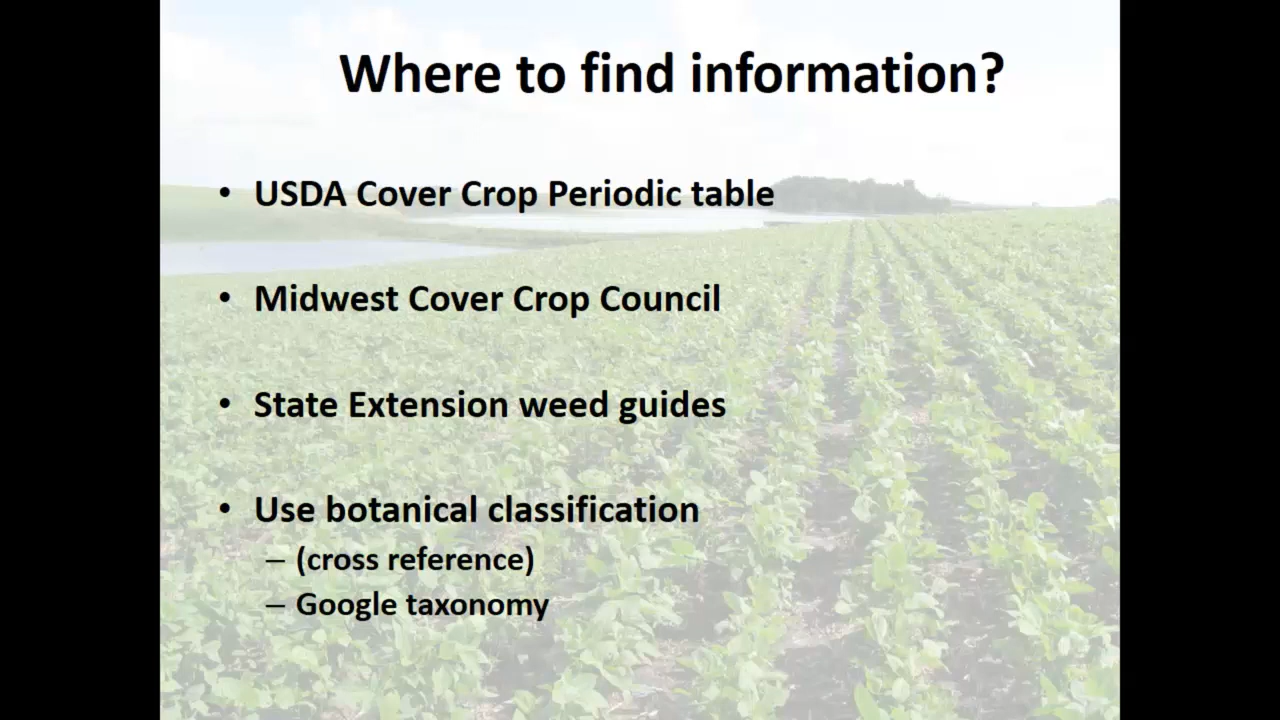 Where to find information?
• USDA Cover Crop Periodic table
• Midwest Cover Crop Council
• State Extension weed guides
• Use botanical classification
– (cross reference)
– Google taxonomy